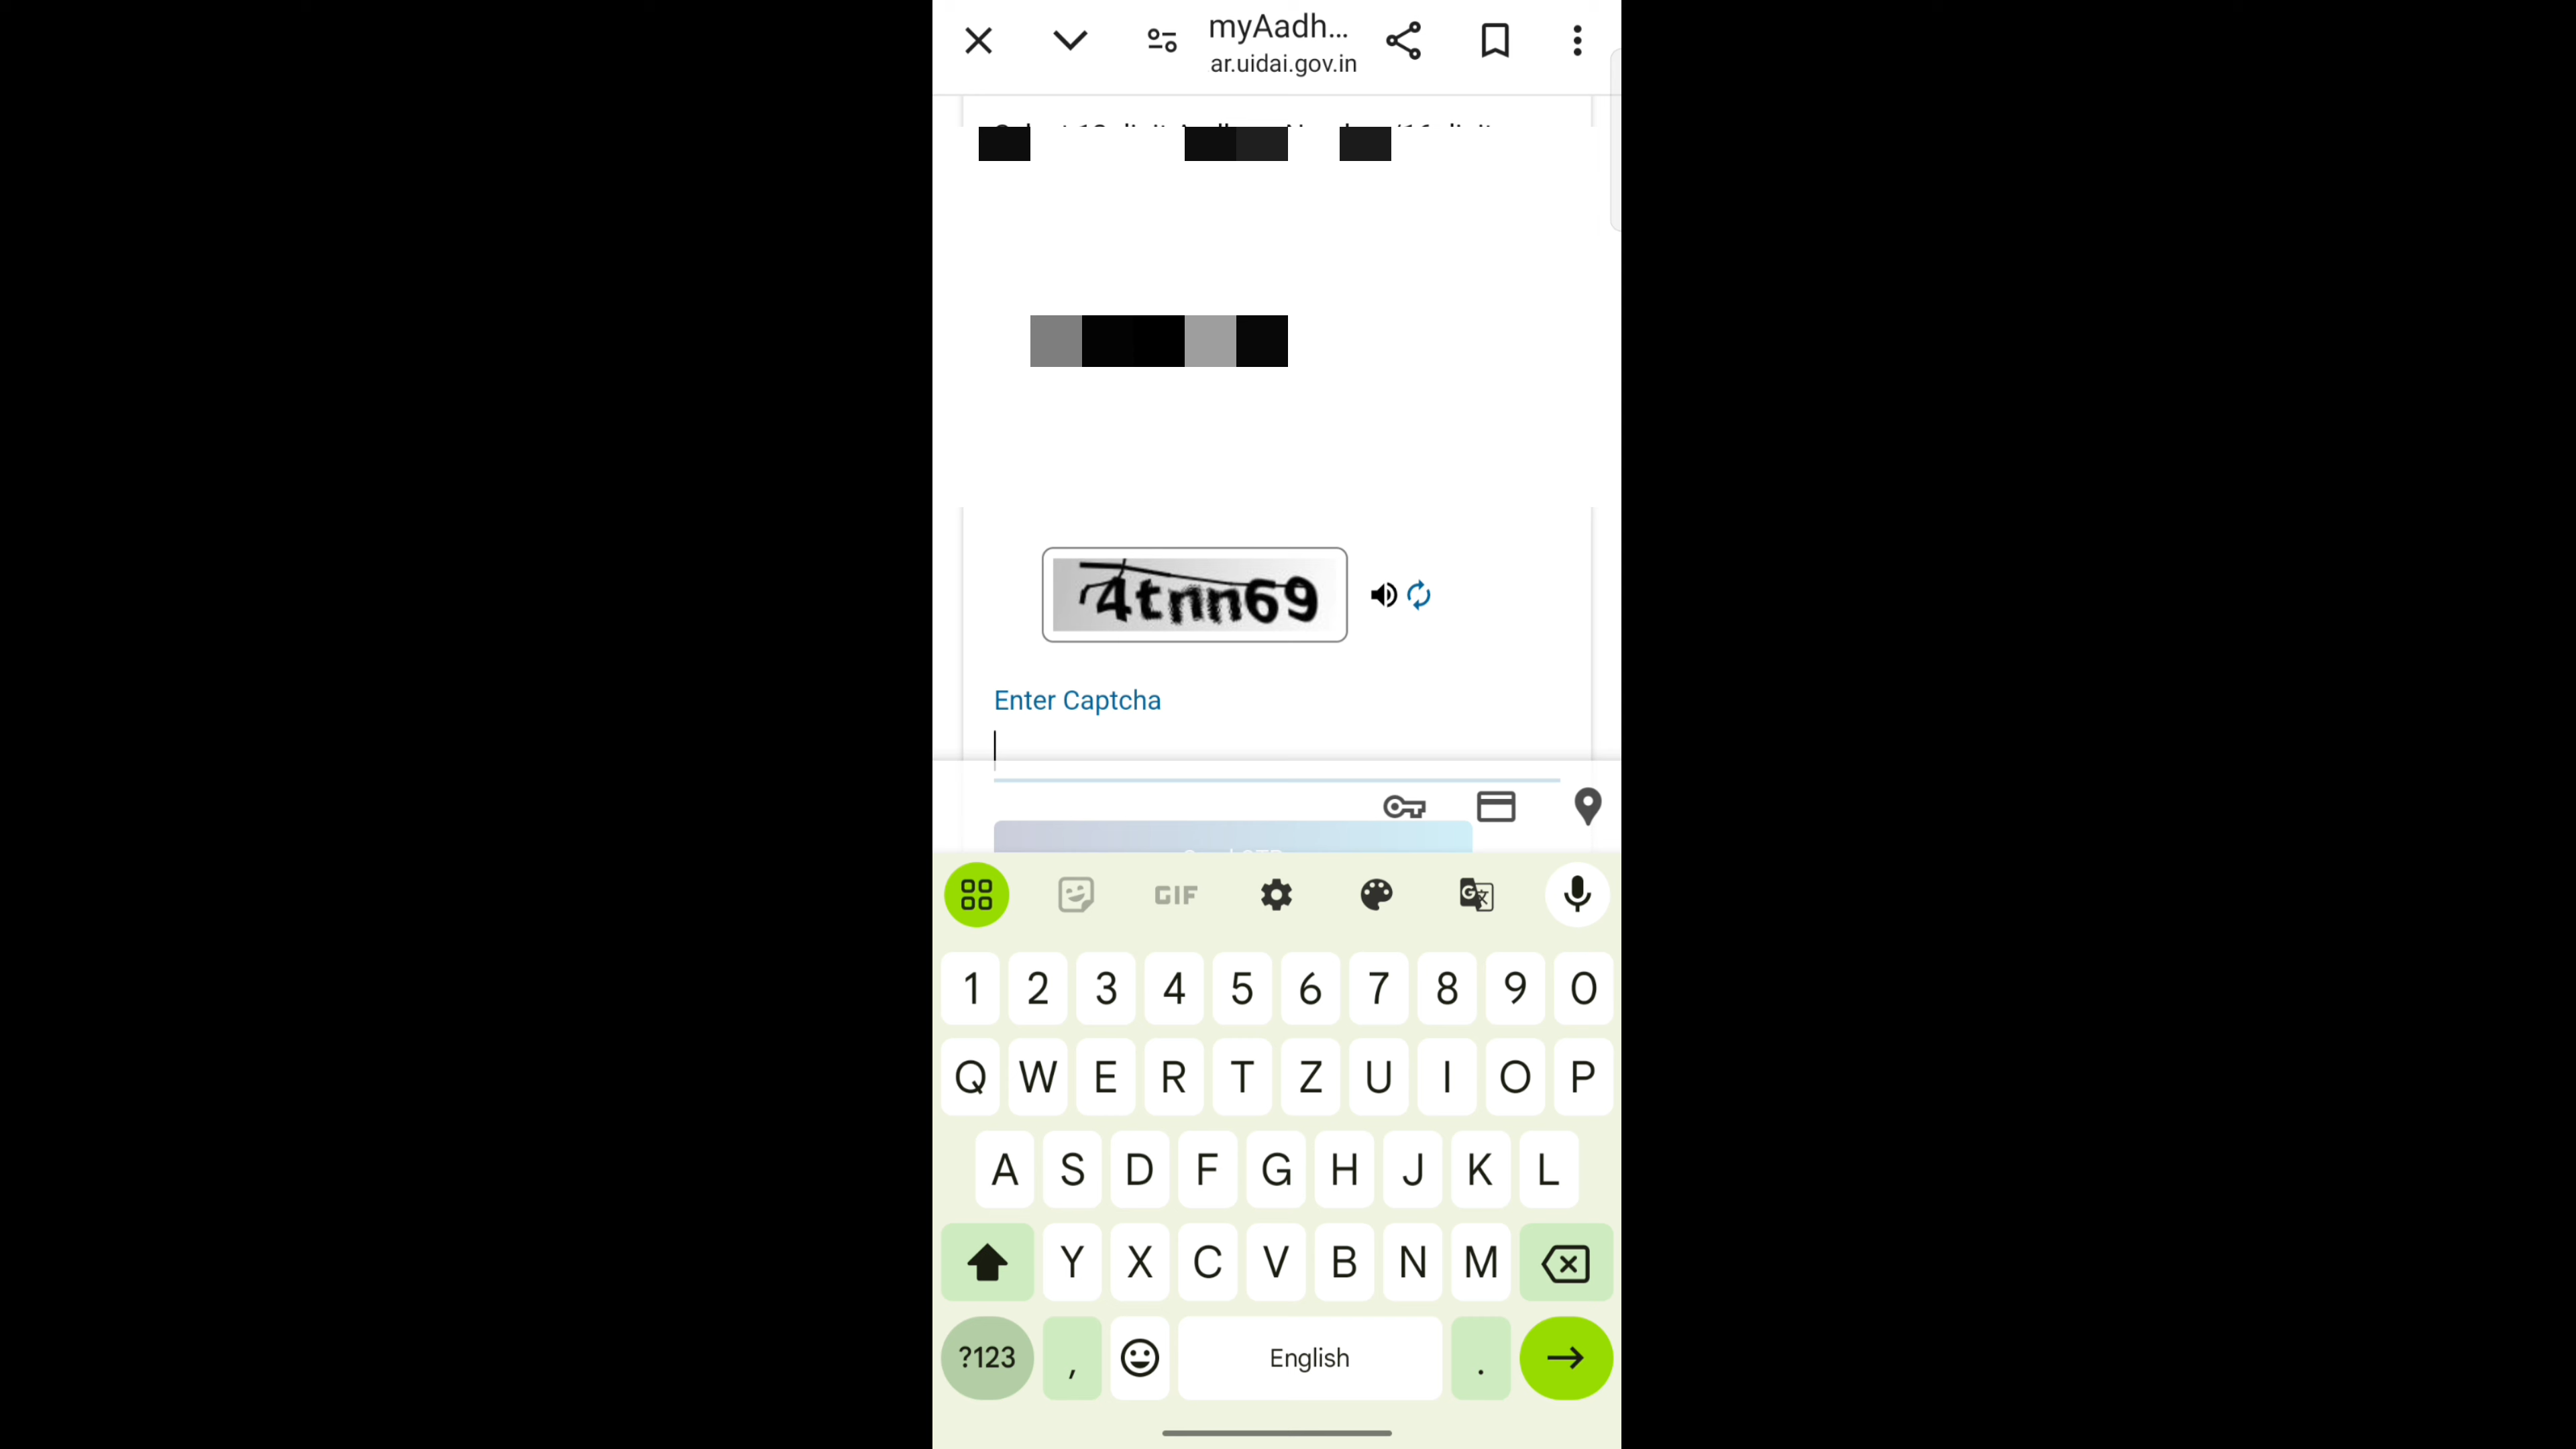 myAadh...
ar.uidai.gov.in
4tnn69
Enter Captcha
GIF
G
1 2 3 4 5 6 7 8 9 0
Q W E R T Z U I O P
A S D F G H J K L
Y X C V B N M
?123 , English .